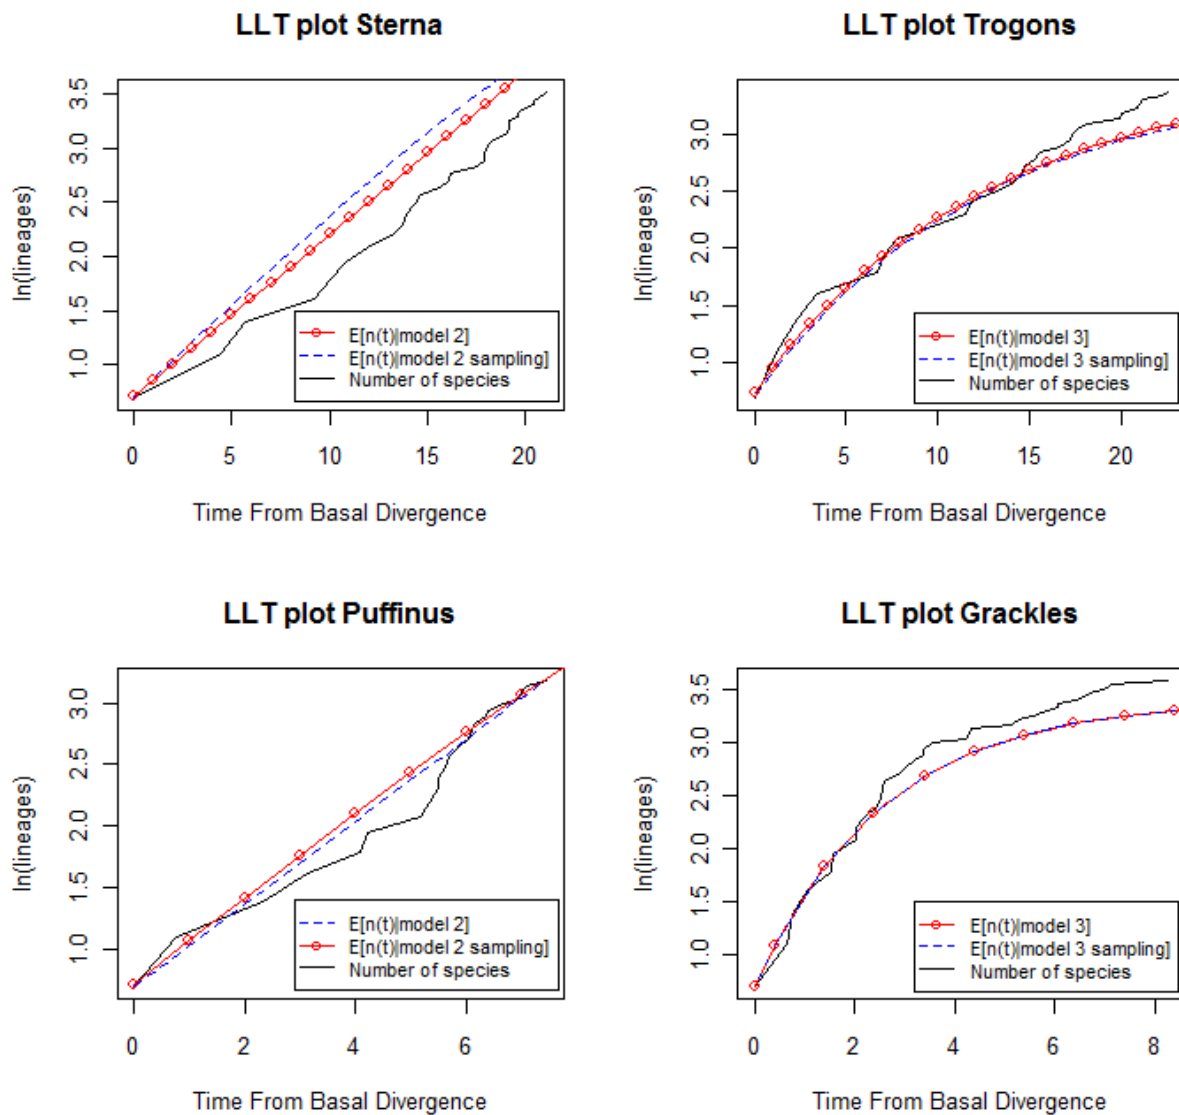 LLT plot Sterna
ln(lineages)
3.5
3.0
2.5
2.0
1.5
1.0
E[n(t)|model 2]
E[n(t)|model 2 sampling]
Number of species
0 5 10 15 20
Time From Basal Divergence
LLT plot Trogons
ln(lineages)
3.0
2.5
2.0
1.5
1.0
E[n(t)|model 3]
E[n(t)|model 3 sampling]
Number of species
0 5 10 15 20
Time From Basal Divergence
LLT plot Puffinus
ln(lineages)
3.0
2.5
2.0
1.5
1.0
E[n(t)|model 2]
E[n(t)|model 2 sampling]
Number of species
0 2 4 6
Time From Basal Divergence
LLT plot Grackles
ln(lineages)
3.5
3.0
2.5
2.0
1.5
1.0
E[n(t)|model 3]
E[n(t)|model 3 sampling]
Number of species
0 2 4 6 8
Time From Basal Divergence